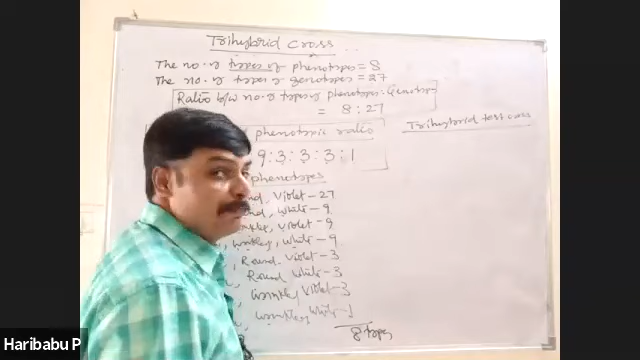 Parthasarathi
Trihybrid cross
The no. of types of phenotypes = 8
The no. of types of genotypes = 27
Ratio b/w no. of types of phenotypes: Genotypes
= 8 : 27
phenotypic ratio
Trihybrid test cross
9 : 3 : 3 : 3 : 1
phenotypes
Violet - 27
White - 9
Violet - 9
Wrinkled, White - 9
Round. Violet - 3
Round White - 3
Wrinkled, Violet - 3
Wrinkled, White - 1
8 types
Haribabu P